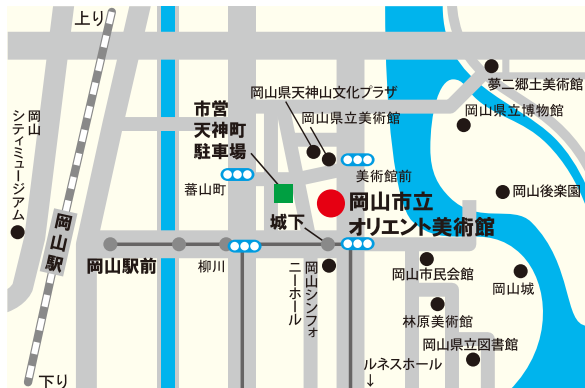 上り
夢二郷土美術館
岡山県天神山文化プラザ
市営
天神町
駐車場
岡山県立美術館
岡山県立博物館
岡山
シティミュージアム
蕃山町
美術館前
岡山後楽園
岡山市立
オリエント美術館
城下
岡山駅
岡山駅前
柳川
岡山シンフォ
ニーホール
岡山市民会館
岡山城
林原美術館
岡山県立図書館
ルネスホール
↓
下り